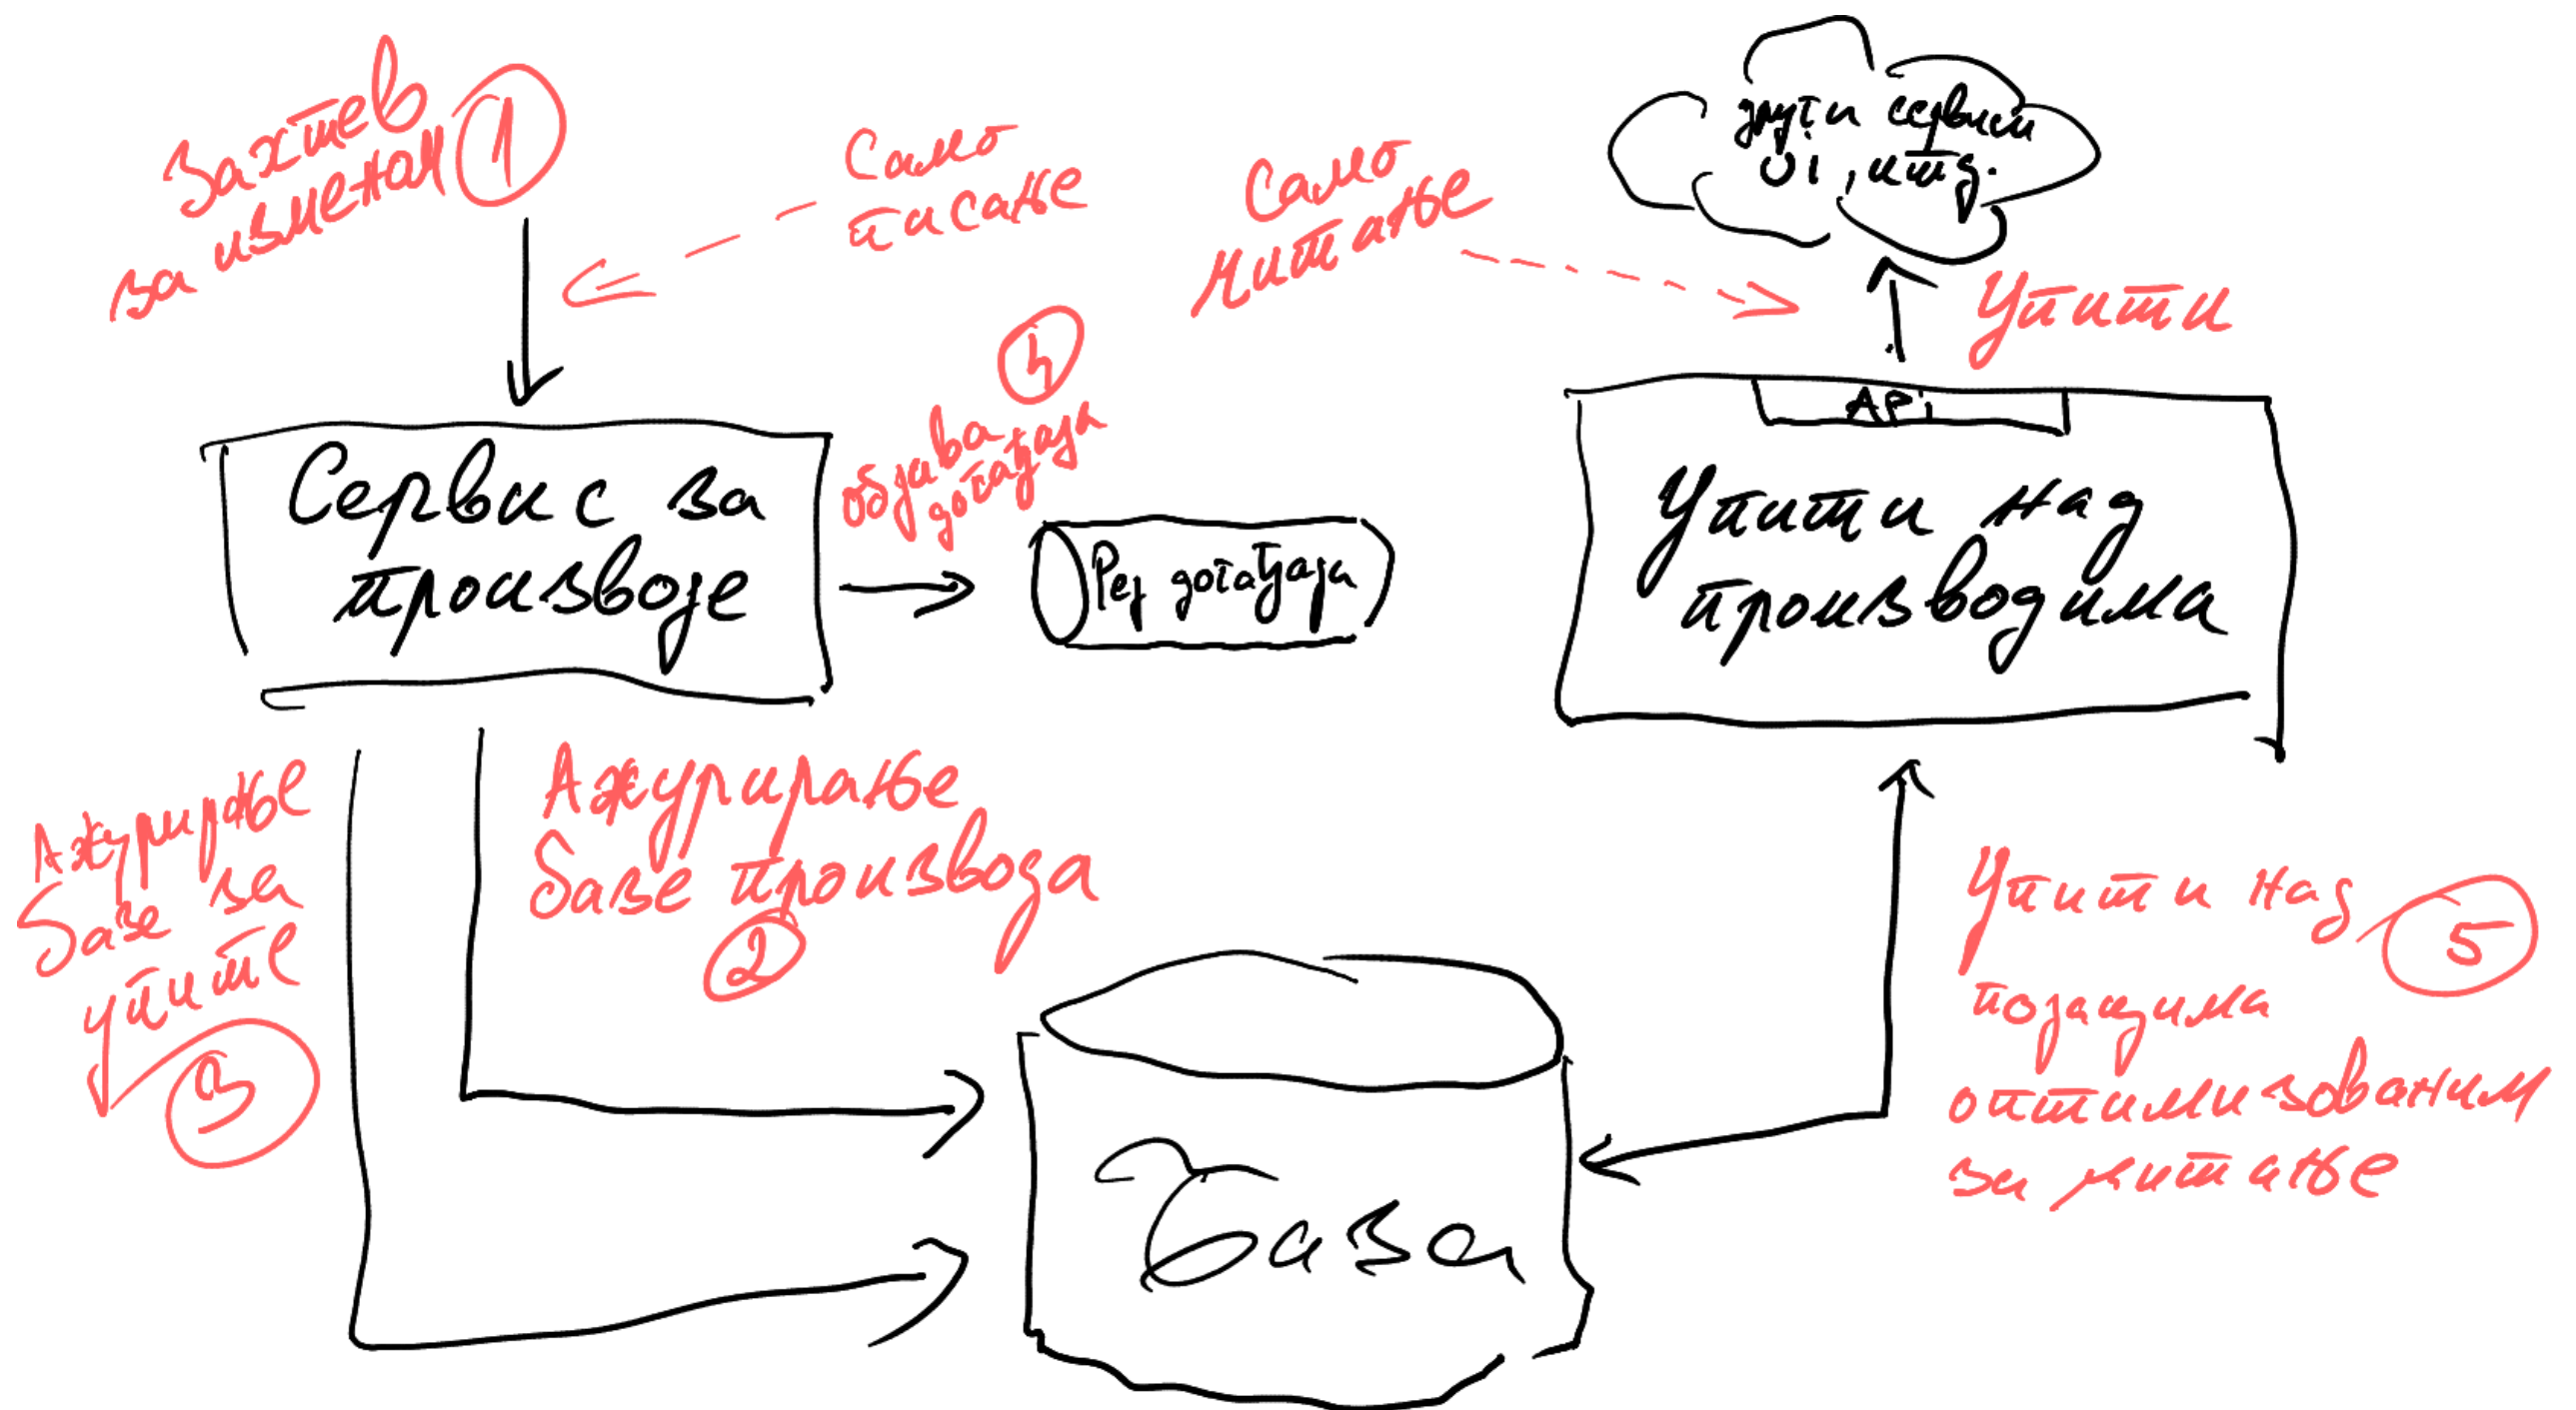 Захтев
за изменом
1
Само
писање
Само
читање
други сервиси
UI, итд.
Упити
4
објава
догађаја
API
Сервис за
производе
Ред догађаја
Упити над
производима
Ажурирње
базе за
упите
3
Ажурирање
базе производа
2
База
Упити над
5
подацима
оптимизованим
за читање